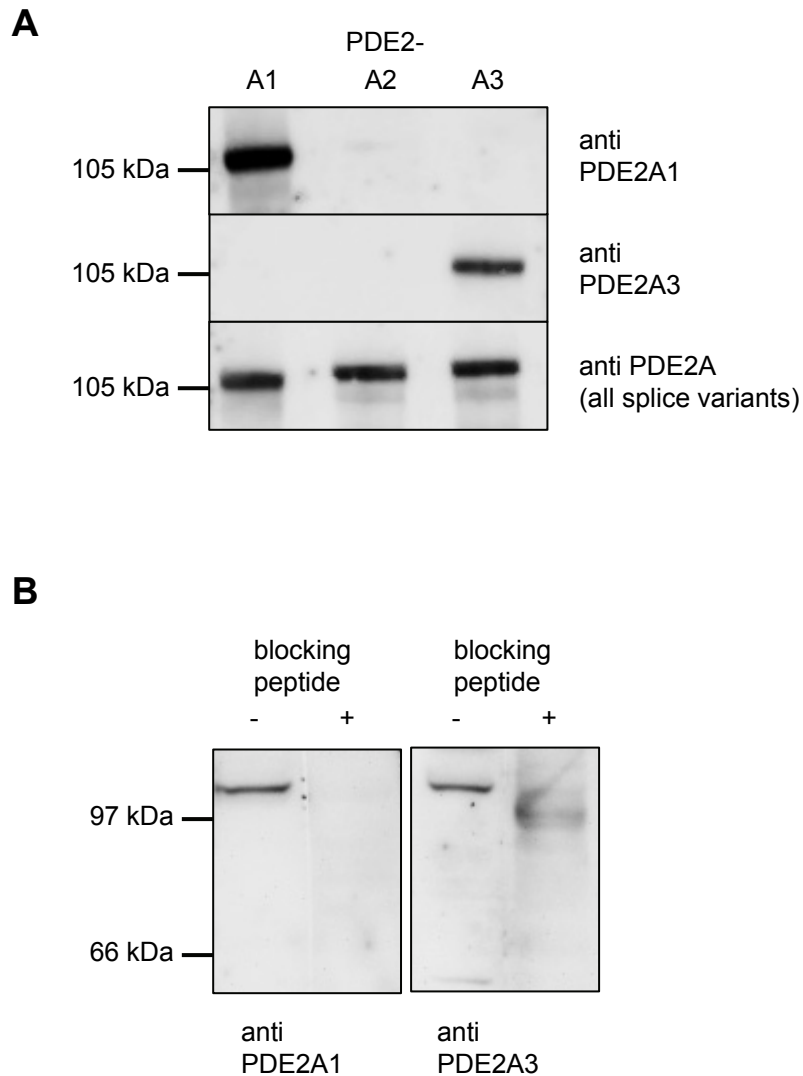 A
PDE2-
A1 A2 A3
105 kDa
anti
PDE2A1
105 kDa
anti
PDE2A3
105 kDa
anti PDE2A
(all splice variants)
B
blocking
peptide
blocking
peptide
- + - +
97 kDa
66 kDa
anti
PDE2A1
anti
PDE2A3